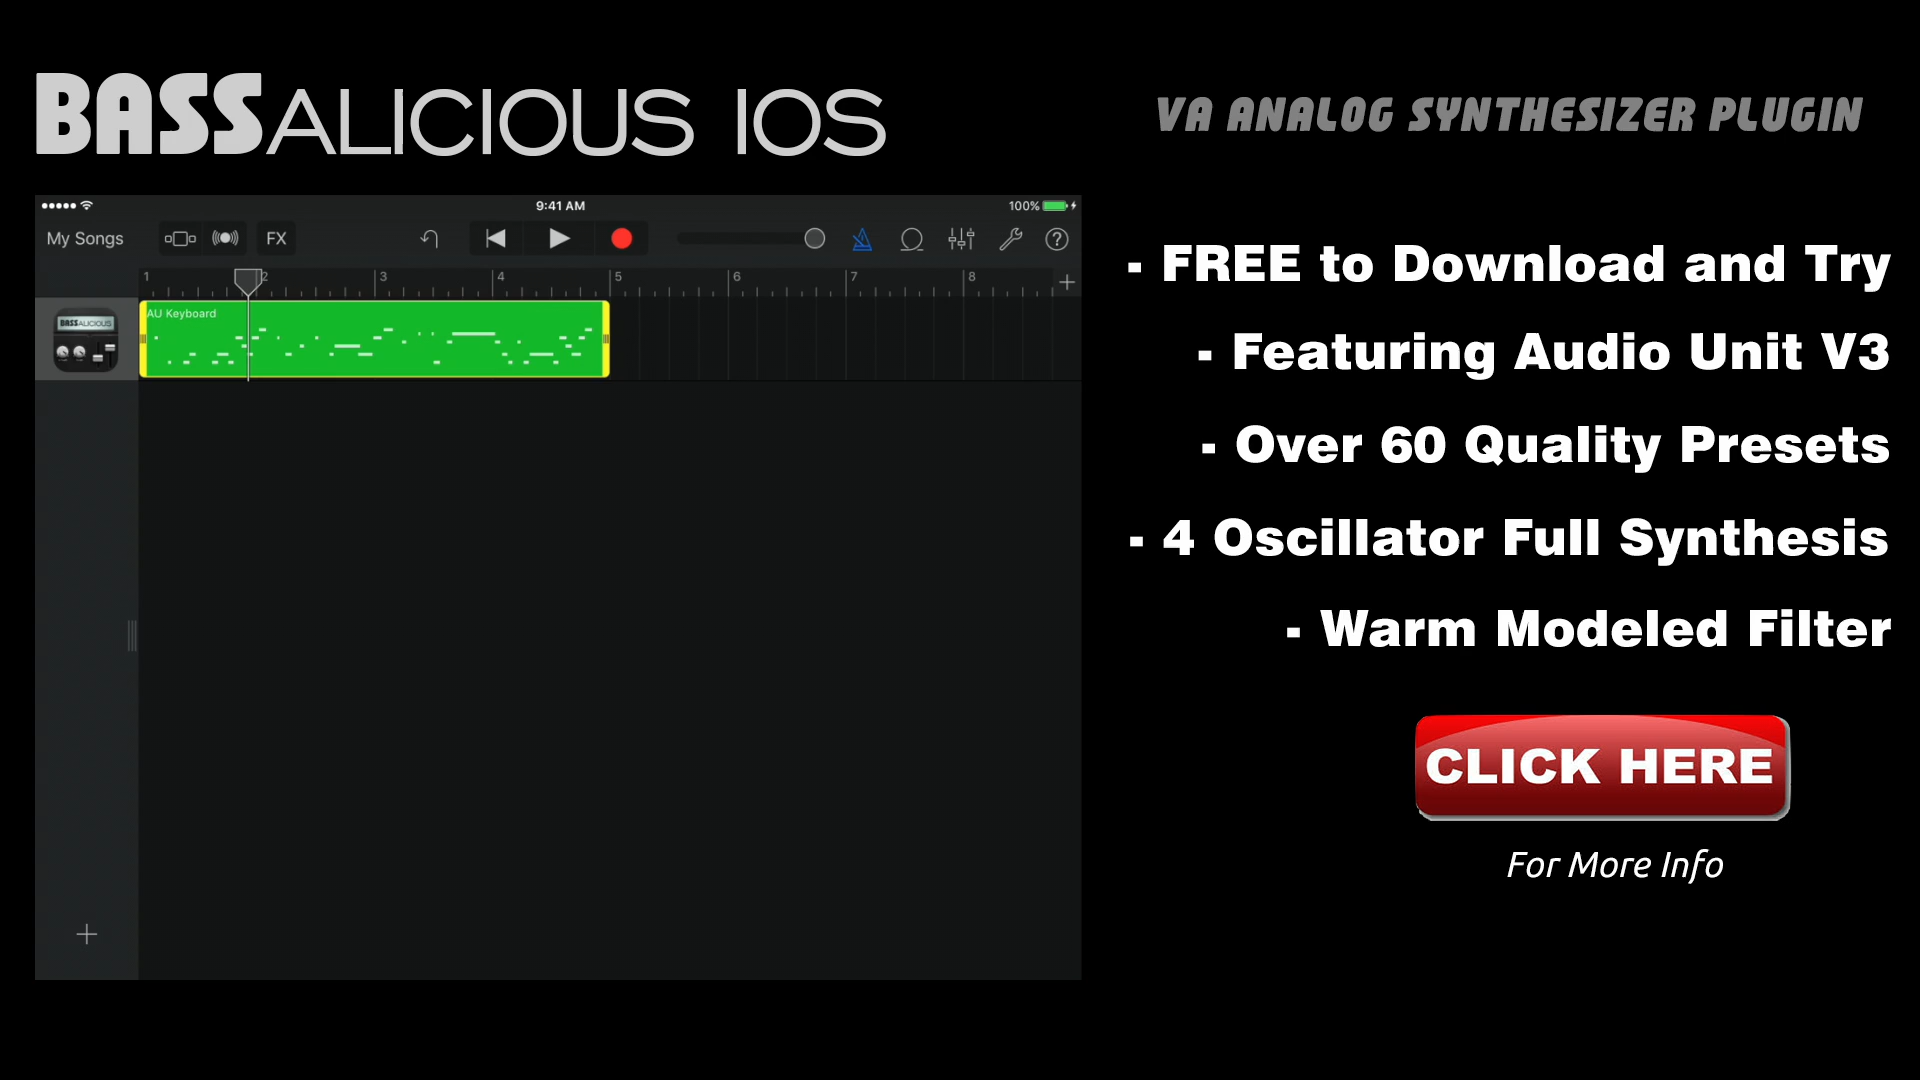 BASSALICIOUS IOS
VA ANALOG SYNTHESIZER PLUGIN
9:41 AM
100%
My Songs
FX
?
1 2 3 4 5 6 7 8 +
BASSALICIOUS
AU Keyboard
- FREE to Download and Try
- Featuring Audio Unit V3
- Over 60 Quality Presets
- 4 Oscillator Full Synthesis
- Warm Modeled Filter
CLICK HERE
For More Info
+